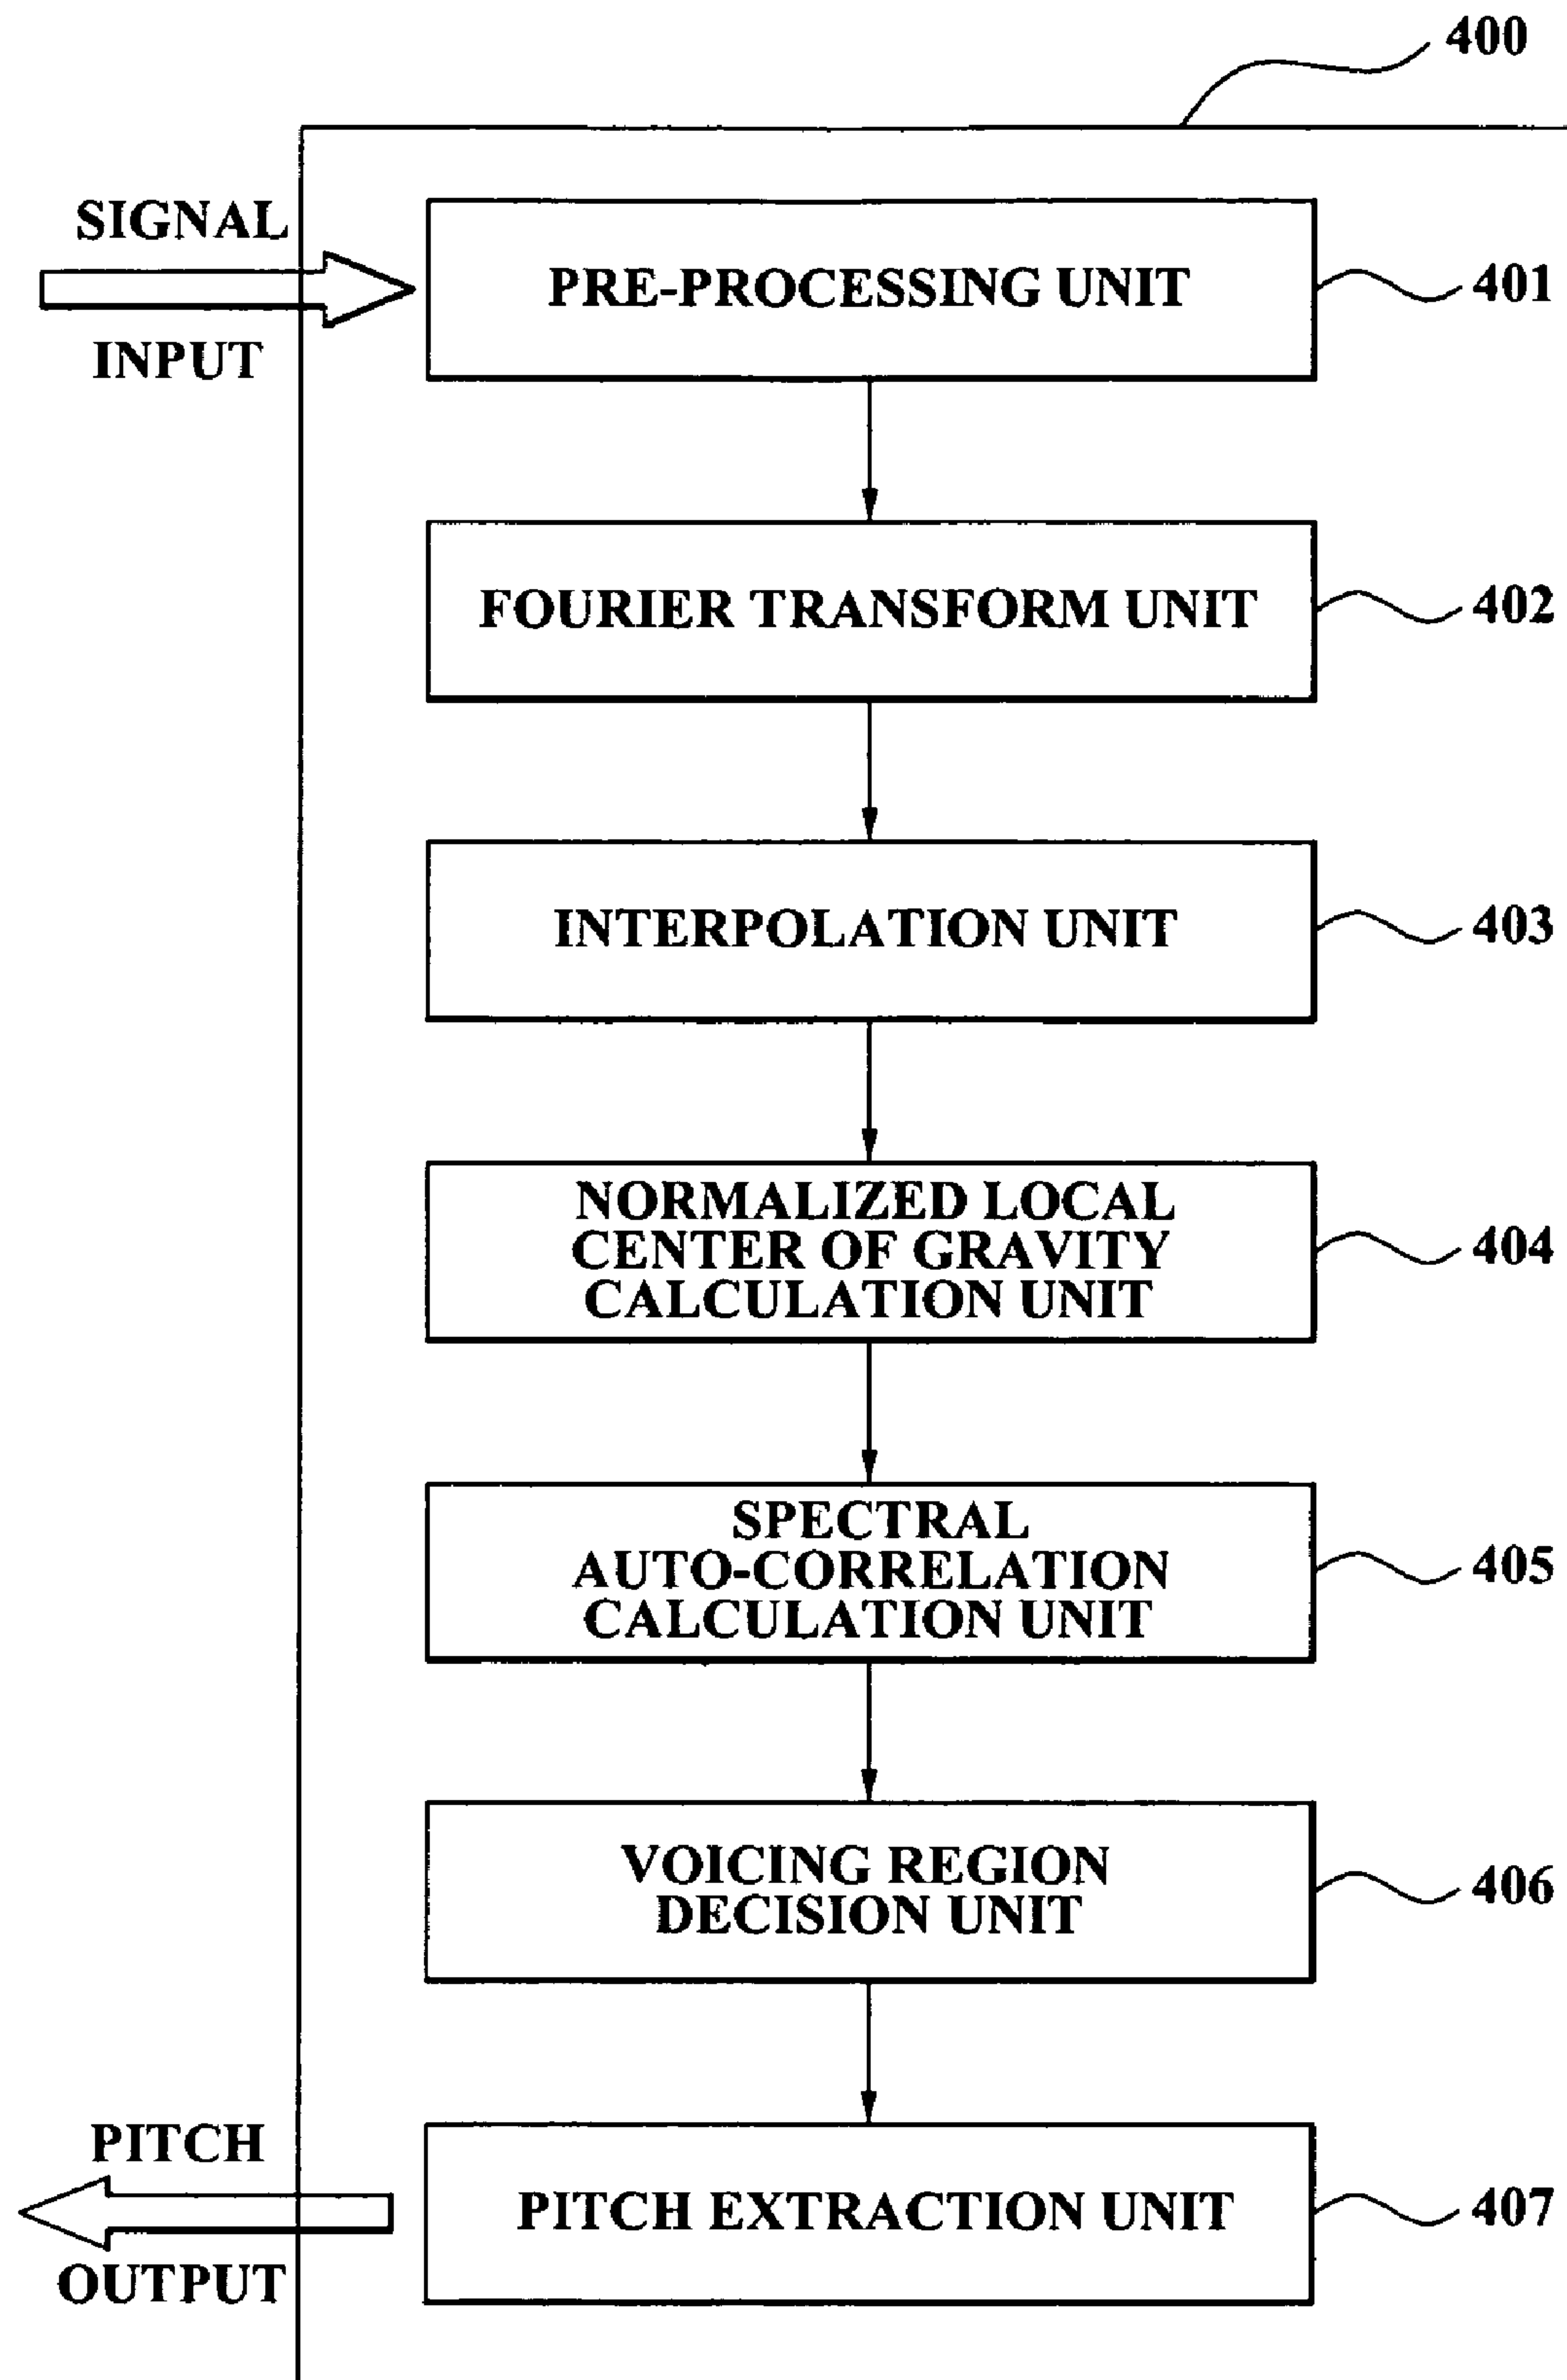 400
SIGNAL
INPUT
PRE-PROCESSING UNIT
401
FOURIER TRANSFORM UNIT
402
INTERPOLATION UNIT
403
NORMALIZED LOCAL
CENTER OF GRAVITY
CALCULATION UNIT
404
SPECTRAL
AUTO-CORRELATION
CALCULATION UNIT
405
VOICING REGION
DECISION UNIT
406
PITCH
OUTPUT
PITCH EXTRACTION UNIT
407